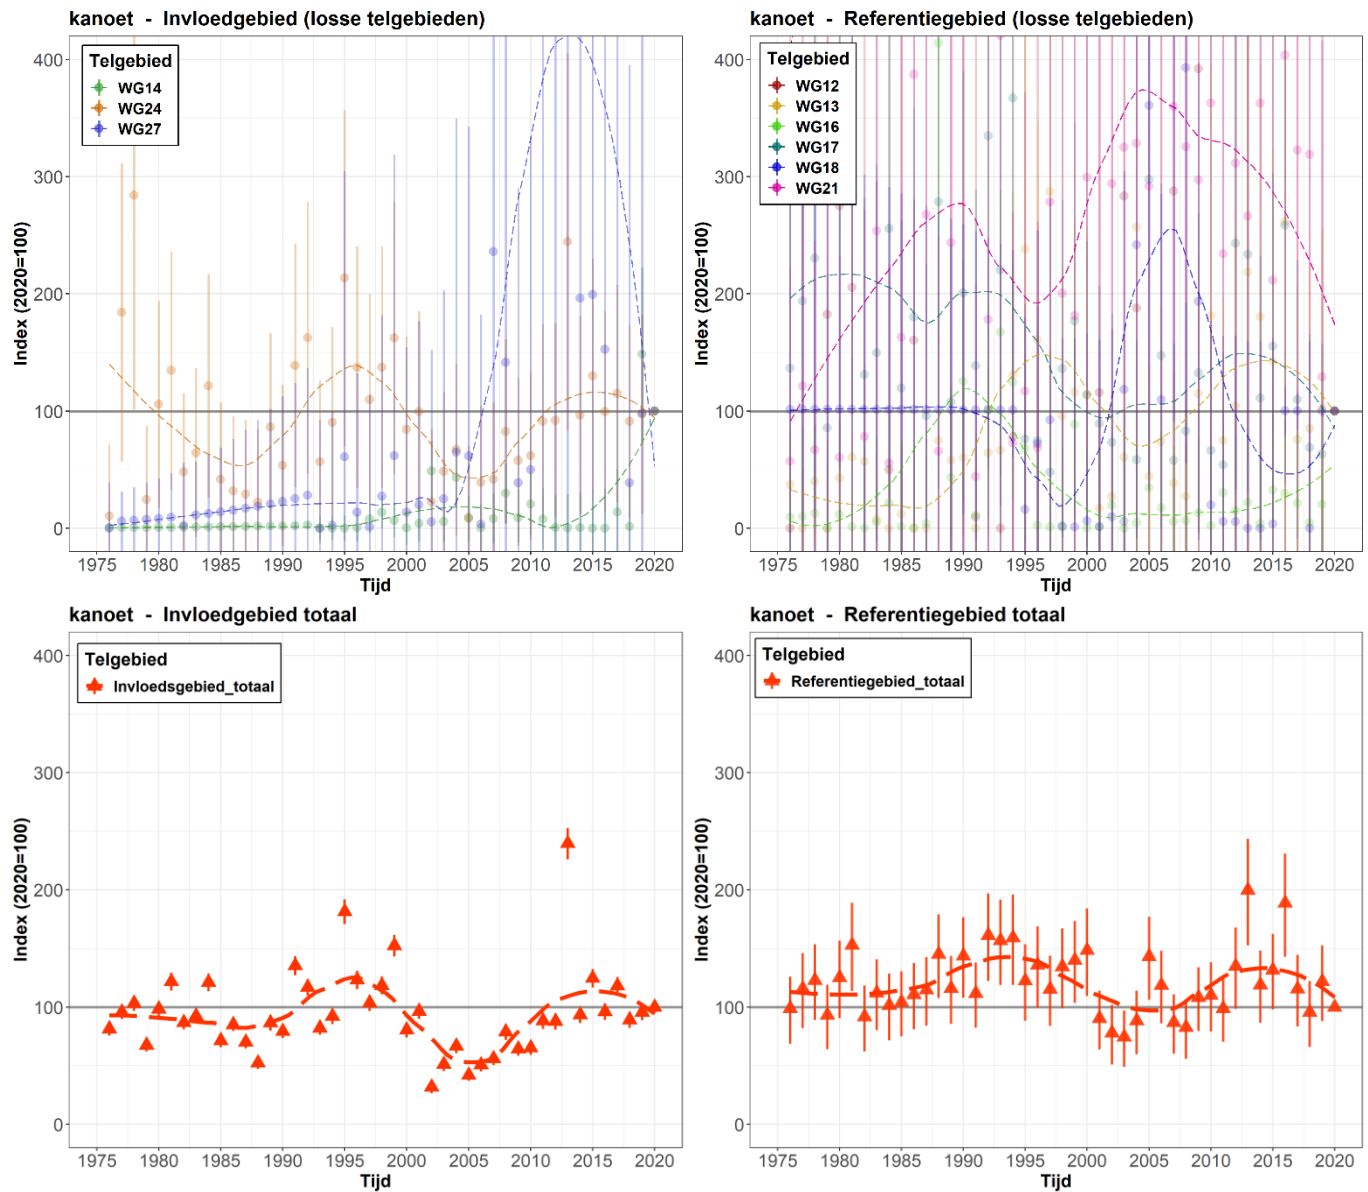 kanoet - Invloedgebied (losse telgebieden)
Index (2020=100)
400
300
200
100
0
Telgebied
WG14
WG24
WG27
1975 1980 1985 1990 1995 2000 2005 2010 2015 2020
Tijd
kanoet - Referentiegebied (losse telgebieden)
Index (2020=100)
400
300
200
100
0
Telgebied
WG12
WG13
WG16
WG17
WG18
WG21
1975 1980 1985 1990 1995 2000 2005 2010 2015 2020
Tijd
kanoet - Invloedgebied totaal
Index (2020=100)
400
300
200
100
0
Telgebied
Invloedsgebied_totaal
1975 1980 1985 1990 1995 2000 2005 2010 2015 2020
Tijd
kanoet - Referentiegebied totaal
Index (2020=100)
400
300
200
100
0
Telgebied
Referentiegebied_totaal
1975 1980 1985 1990 1995 2000 2005 2010 2015 2020
Tijd